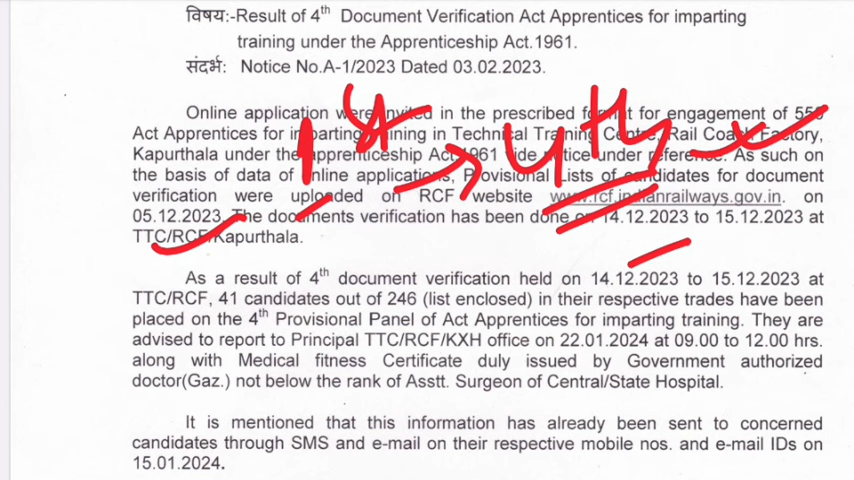 विषय:-Result of 4th Document Verification Act Apprentices for imparting
training under the Apprenticeship Act.1961.
संदर्भ: Notice No.A-1/2023 Dated 03.02.2023.
Online application were invited in the prescribed format for engagement of 550
Act Apprentices for imparting training in Technical Training Centre, Rail Coach Factory,
Kapurthala under the apprenticeship Act 1961 vide notice under reference. As such on
the basis of data of online applications, Provisional Lists of candidates for document
verification were uploaded on RCF website www.rcf.indianrailways.gov.in. on
05.12.2023. The documents verification has been done on 14.12.2023 to 15.12.2023 at
TTC/RCF/Kapurthala.
1st → 4th
As a result of 4th document verification held on 14.12.2023 to 15.12.2023 at
TTC/RCF, 41 candidates out of 246 (list enclosed) in their respective trades have been
placed on the 4th Provisional Panel of Act Apprentices for imparting training. They are
advised to report to Principal TTC/RCF/KXH office on 22.01.2024 at 09.00 to 12.00 hrs.
along with Medical fitness Certificate duly issued by Government authorized
doctor(Gaz.) not below the rank of Asstt. Surgeon of Central/State Hospital.
It is mentioned that this information has already been sent to concerned
candidates through SMS and e-mail on their respective mobile nos. and e-mail IDs on
15.01.2024.